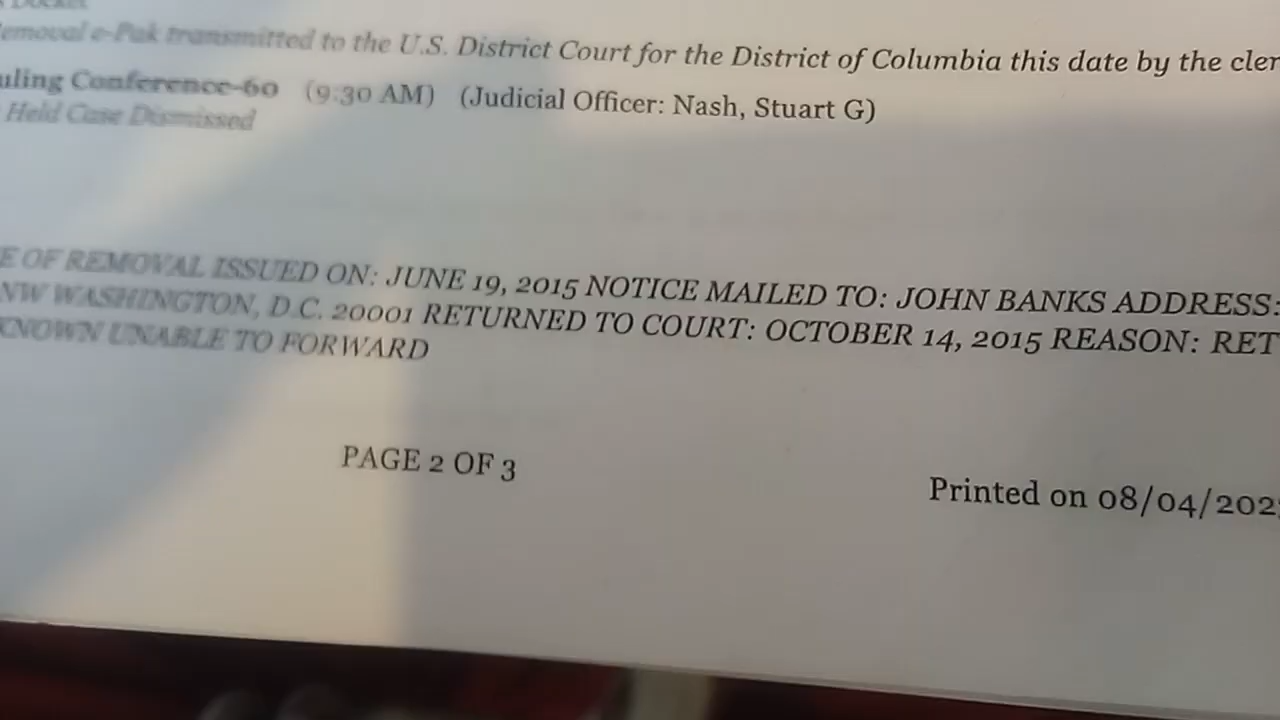 Docket
emoval e-Pak transmitted to the U.S. District Court for the District of Columbia this date by the cler
uling Conference-60 (9:30 AM) (Judicial Officer: Nash, Stuart G)
Held Case Dismissed
E OF REMOVAL ISSUED ON: JUNE 19, 2015 NOTICE MAILED TO: JOHN BANKS ADDRESS:
NW WASHINGTON, D.C. 20001 RETURNED TO COURT: OCTOBER 14, 2015 REASON: RET
KNOWN UNABLE TO FORWARD
PAGE 2 OF 3
Printed on 08/04/202